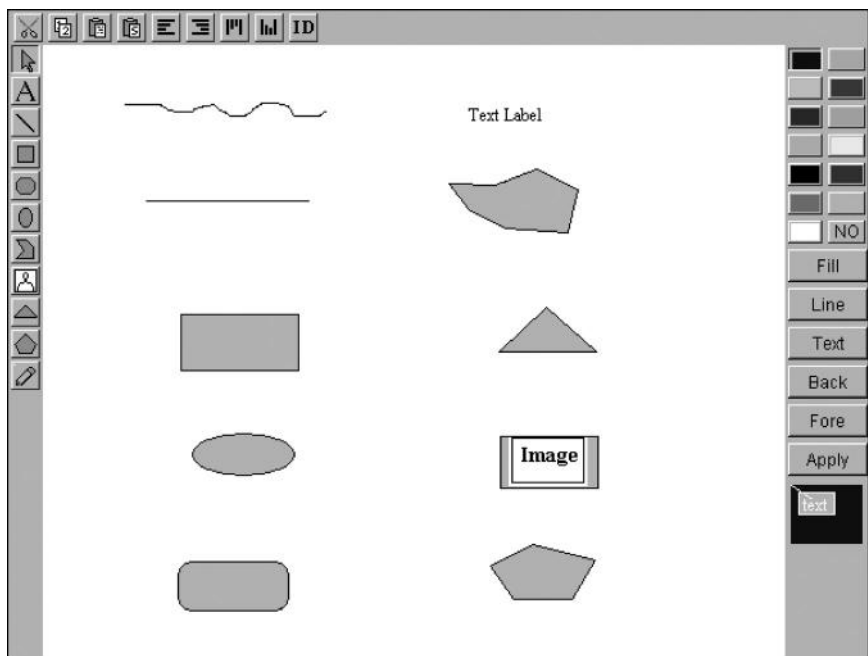 ID
A
Text Label
NO
Fill
Line
Text
Back
Fore
Image
Apply
text